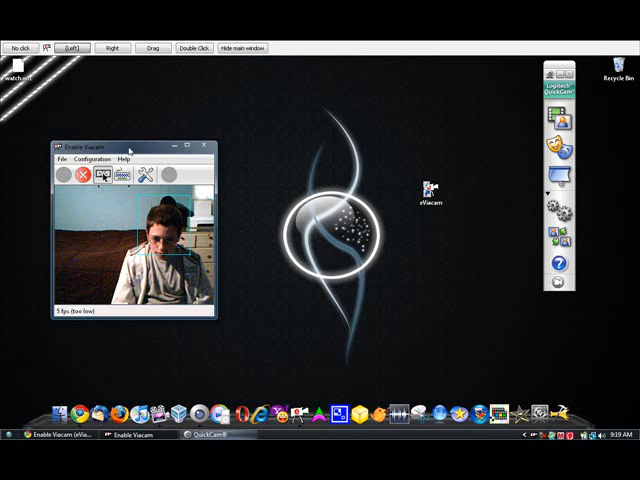 No click
[Left]
Right
Drag
Double Click
Hide main window
Recycle Bin
Logitech®
QuickCam®
Enable Viacam
File Configuration Help
5 fps (too low)
eViacam
Enable Viacam (eVia...
Enable Viacam
QuickCam®
9:19 AM